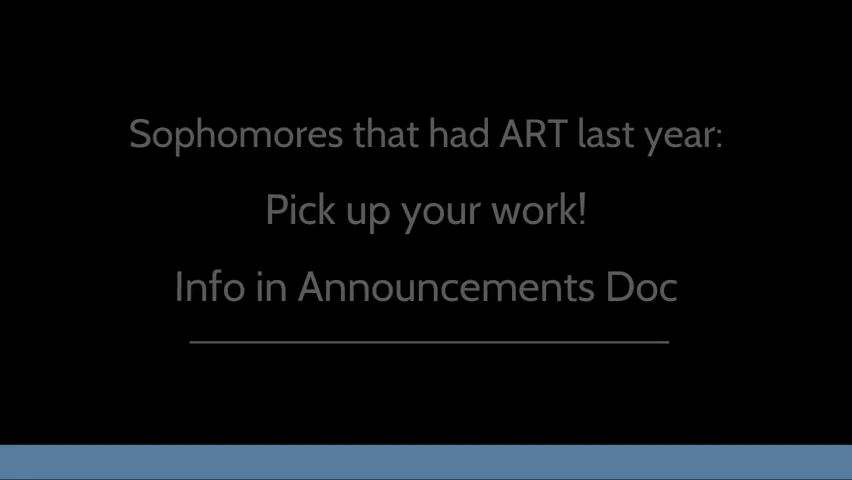 Sophomores that had ART last year:
Pick up your work!
Info in Announcements Doc